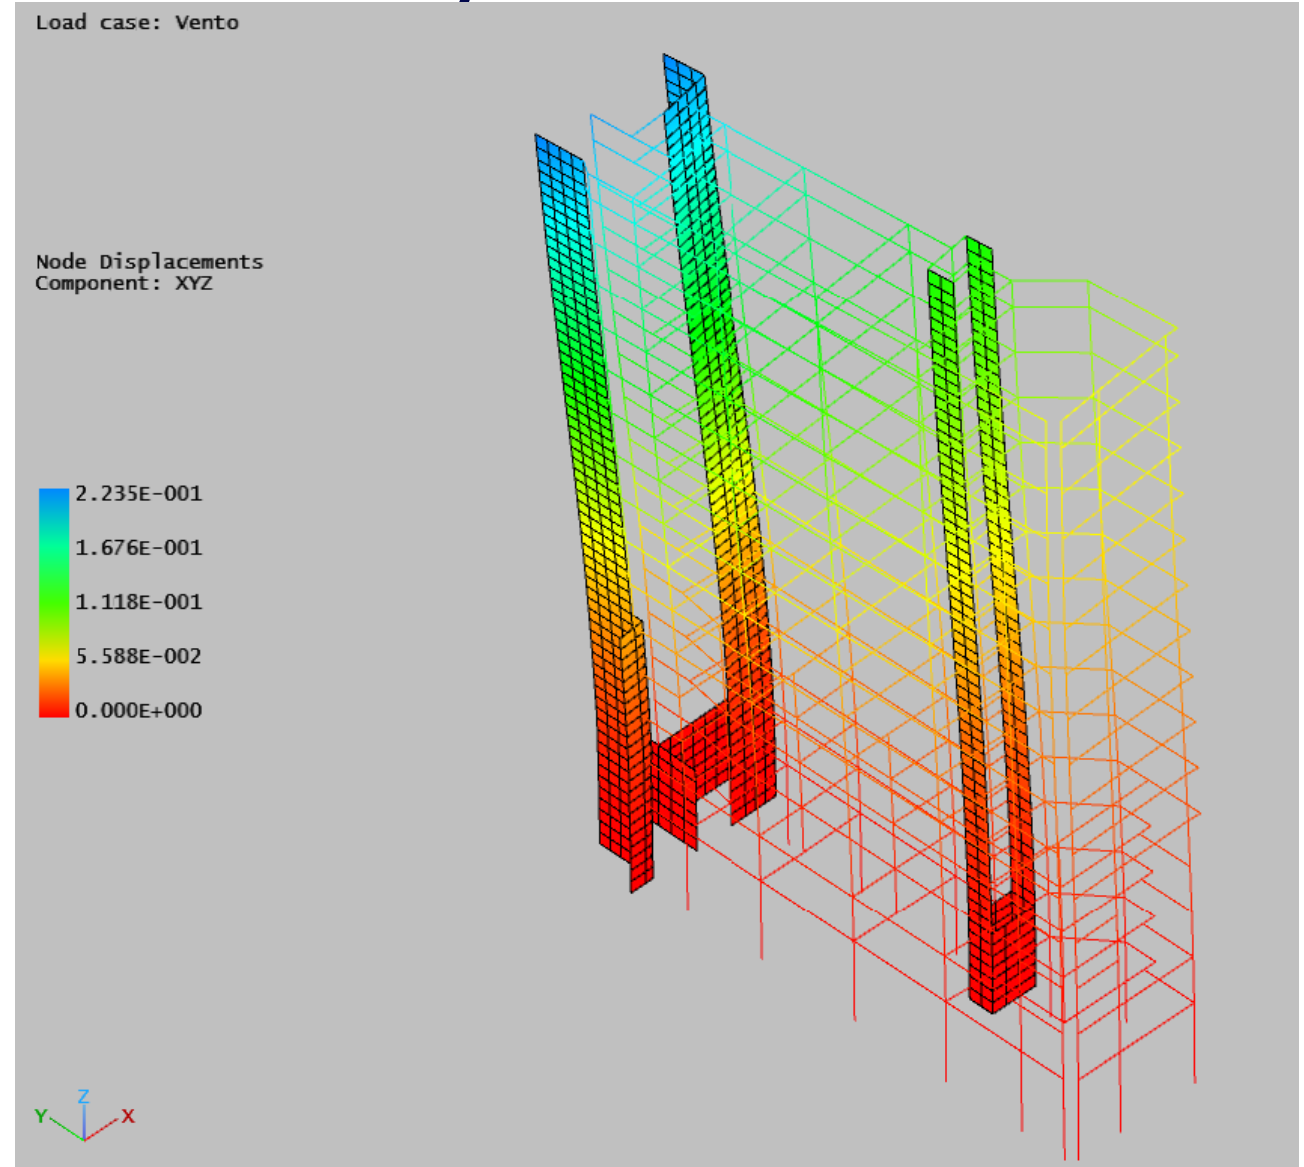 Load case: Vento
Node Displacements
Component: XYZ
2.235E-001
1.676E-001
1.118E-001
5.588E-002
0.000E+000
Z
Y
X